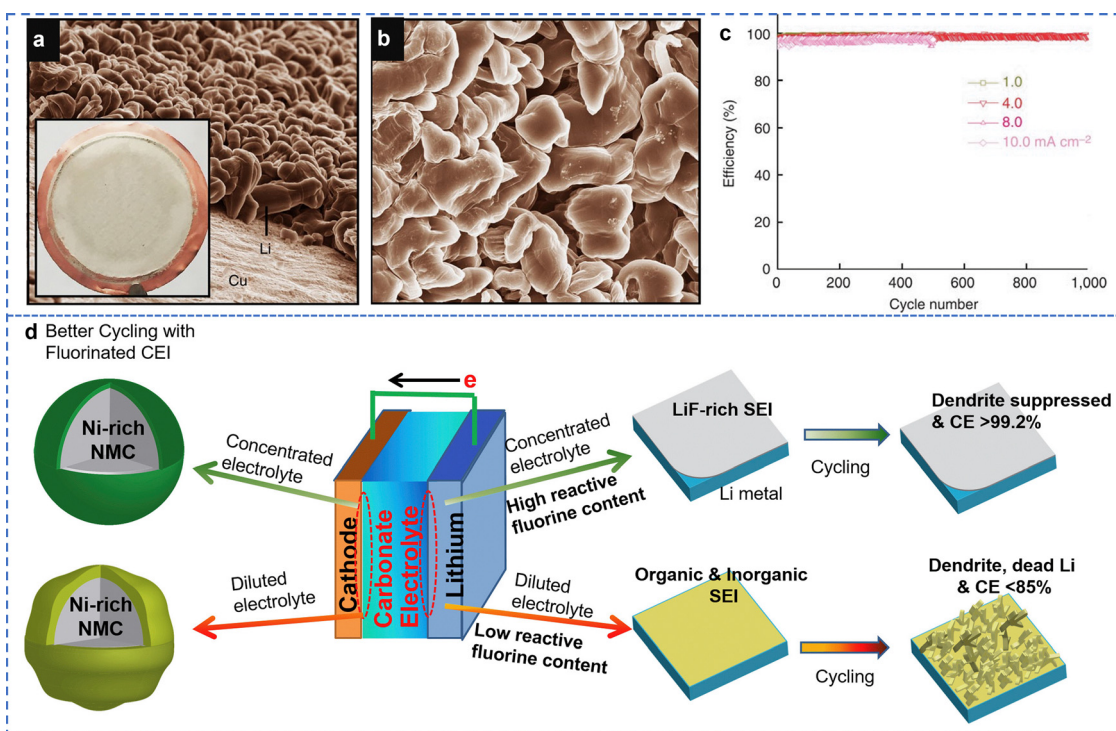 a
Li
Cu
b
c
100
80
60
40
20
0
Efficiency (%)
0
200
400
600
800
1,000
Cycle number
1.0
4.0
8.0
10.0 mA cm⁻²
d Better Cycling with
Fluorinated CEI
Ni-rich
NMC
Concentrated
electrolyte
e
Cathode
Carbonate
Electrolyte
Lithium
Concentrated
electrolyte
High reactive
fluorine content
LiF-rich SEI
Li metal
Cycling
Dendrite suppressed
& CE >99.2%
Ni-rich
NMC
Diluted
electrolyte
Diluted
electrolyte
Low reactive
fluorine content
Organic & Inorganic
SEI
Cycling
Dendrite, dead Li
& CE <85%